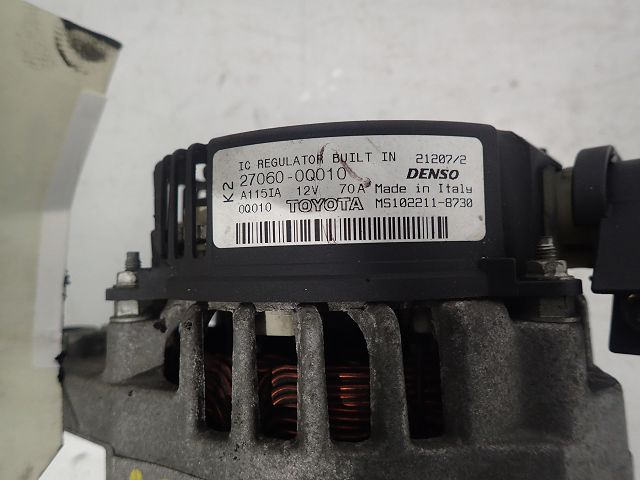 IC REGULATOR BUILT IN 21207/2
K2 27060-0Q010 DENSO
A115IA 12V 70A Made in Italy
0Q010 TOYOTA MS102211-8730